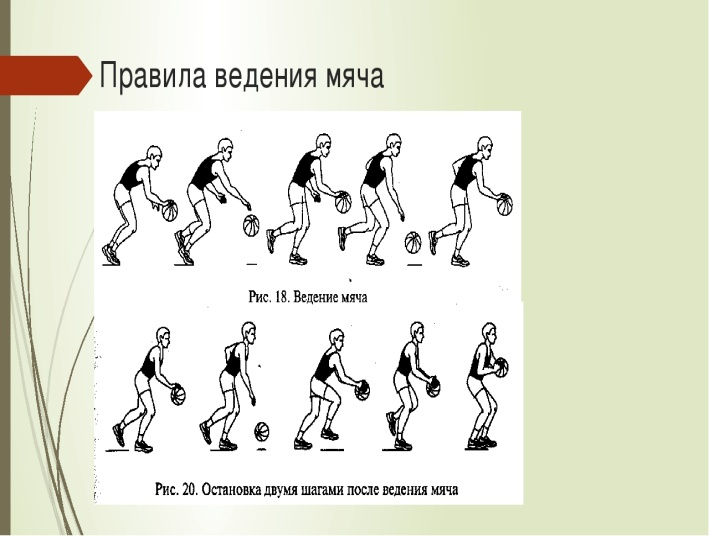 Правила ведения мяча
Рис. 18. Ведение мяча
Рис. 20. Остановка двумя шагами после ведения мяча